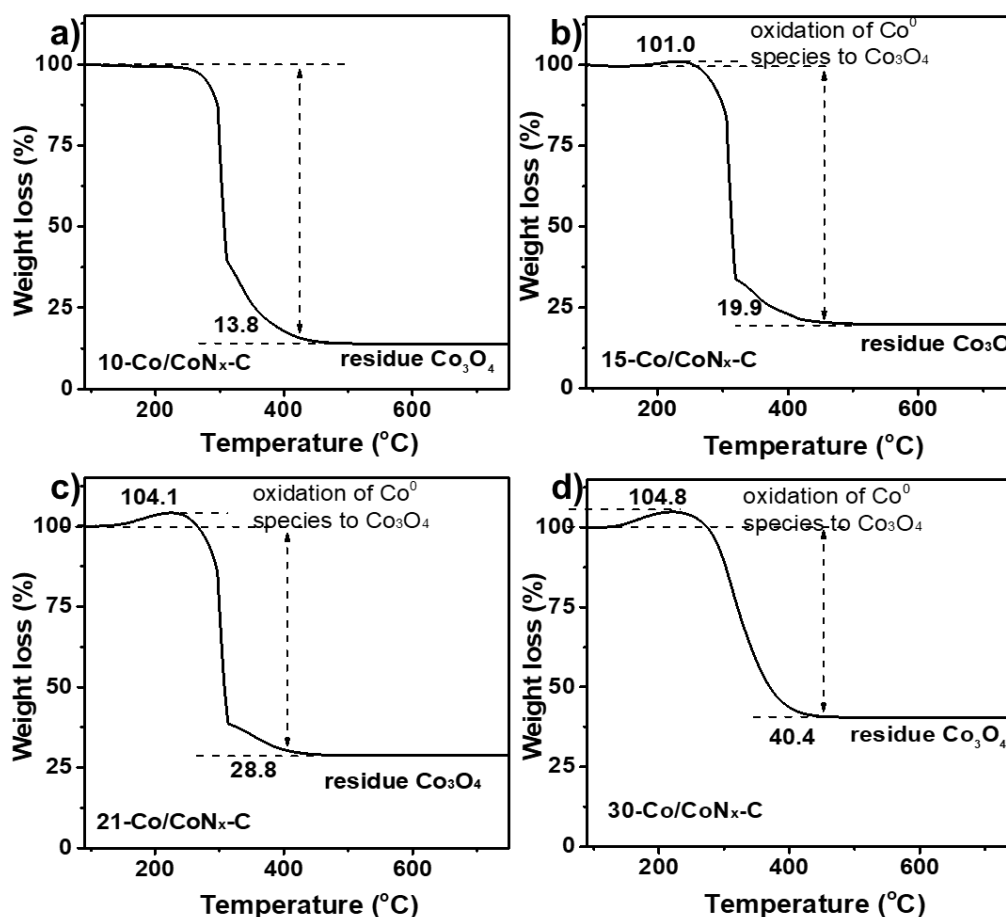 a)
100
75
50
25
0
Weight loss (%)
13.8
residue Co₃O₄
10-Co/CoNₓ-C
200 400 600
Temperature (°C)
b)
101.0
oxidation of Co⁰
species to Co₃O₄
100
75
50
25
0
Weight loss (%)
19.9
residue Co₃O
15-Co/CoNₓ-C
200 400 600
Temperature (°C)
c)
104.1
oxidation of Co⁰
species to Co₃O₄
100
75
50
25
0
Weight loss (%)
28.8
residue Co₃O₄
21-Co/CoNₓ-C
200 400 600
Temperature (°C)
d)
104.8
oxidation of Co⁰
species to Co₃O₄
100
75
50
25
0
Weight loss (%)
40.4
residue Co₃O₄
30-Co/CoNₓ-C
200 400 600
Temperature (°C)